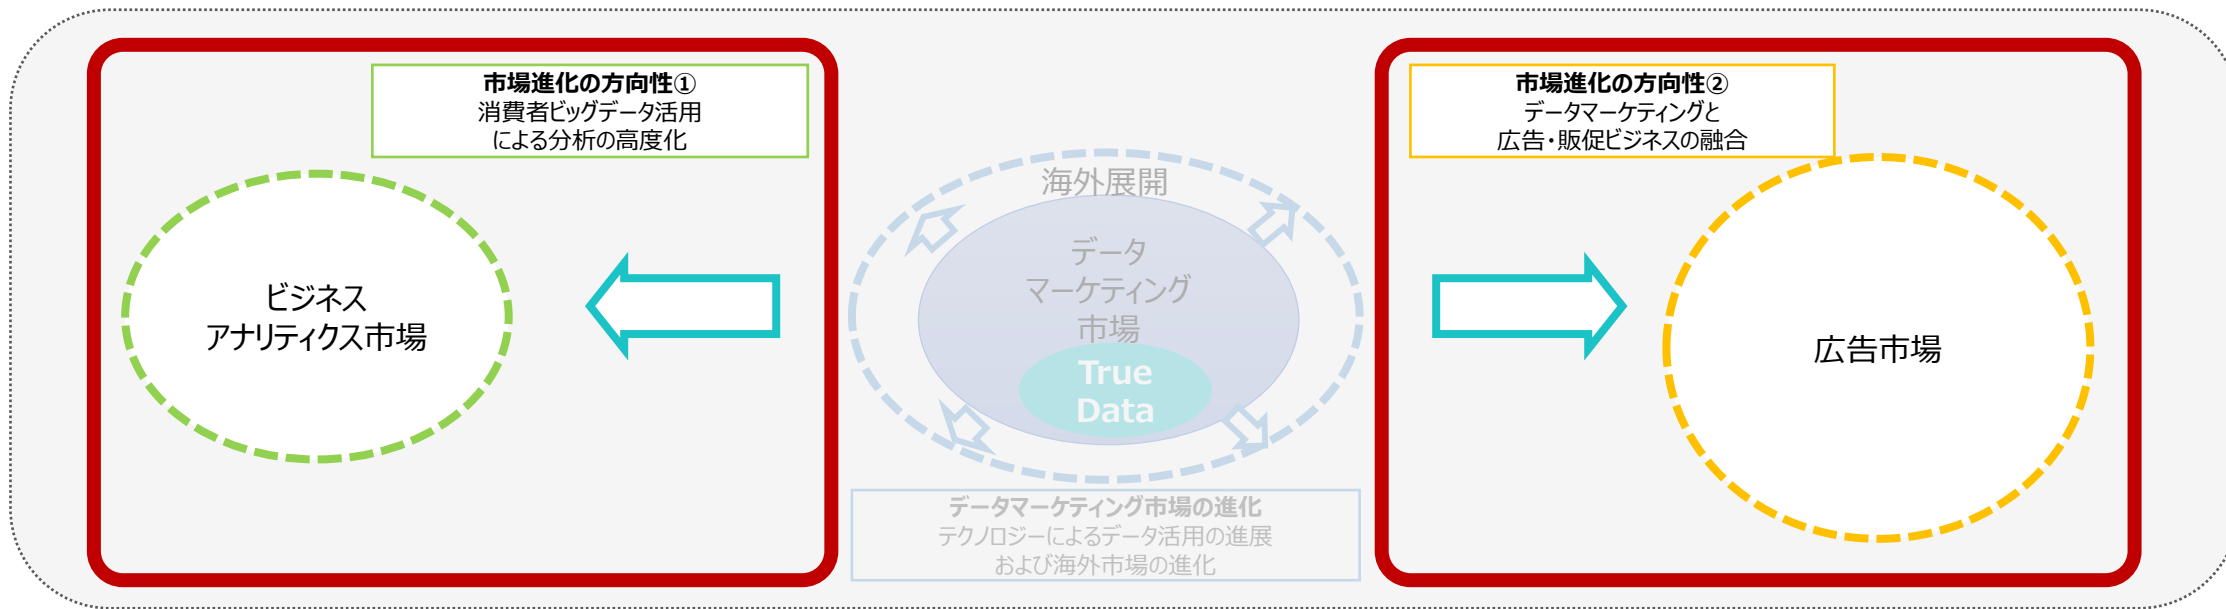 市場進化の方向性①
消費者ビッグデータ活用
による分析の高度化
ビジネス
アナリティクス市場
海外展開
データ
マーケティング
市場
True
Data
データマーケティング市場の進化
テクノロジーによるデータ活用の進展
および海外市場の進化
市場進化の方向性②
データマーケティングと
広告・販促ビジネスの融合
広告市場